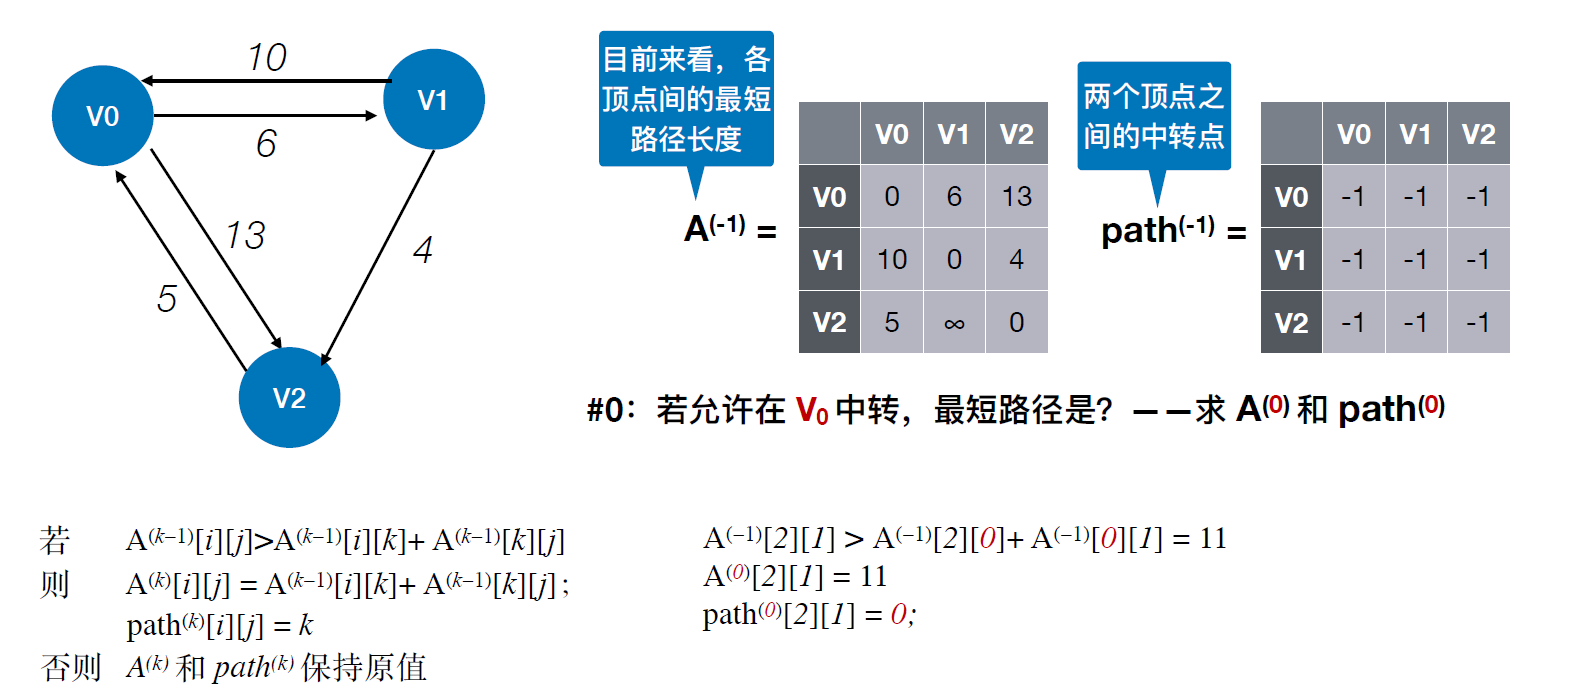 10
V0
V1
6
13
4
5
V2
目前来看，各
顶点间的最短
路径长度
A(-1) =
V0 V1 V2
V0 0 6 13
V1 10 0 4
V2 5 ∞ 0
两个顶点之
间的中转点
path(-1) =
V0 V1 V2
V0 -1 -1 -1
V1 -1 -1 -1
V2 -1 -1 -1
#0：若允许在 V0 中转，最短路径是？——求 A(0) 和 path(0)
若 A(k–1)[i][j]>A(k–1)[i][k]+ A(k–1)[k][j]
则 A(k)[i][j] = A(k–1)[i][k]+ A(k–1)[k][j] ;
path(k)[i][j] = k
否则 A(k) 和 path(k) 保持原值
A(–1)[2][1] > A(–1)[2][0]+ A(–1)[0][1] = 11
A(0)[2][1] = 11
path(0)[2][1] = 0;